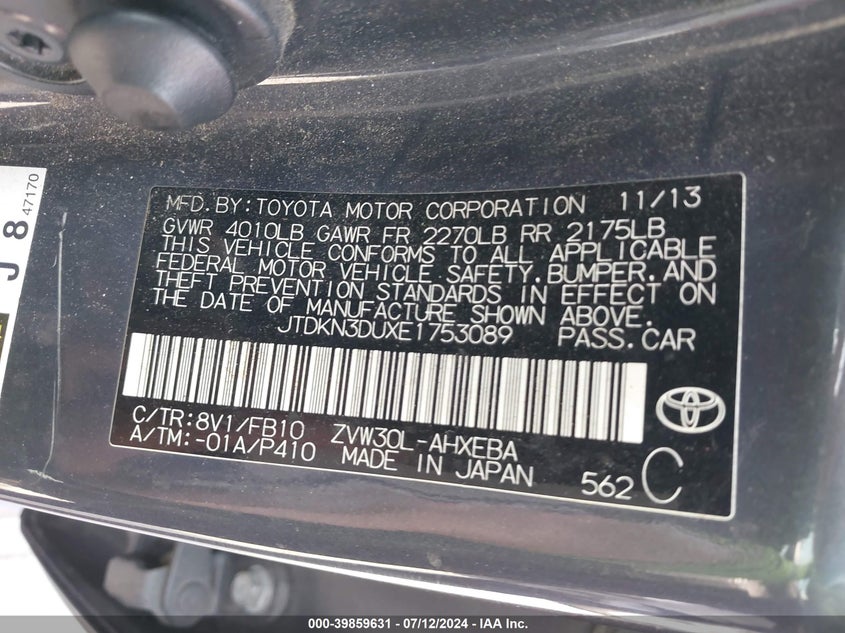 J 8 47170
MFD. BY: TOYOTA MOTOR CORPORATION 11/13
GVWR 4010LB GAWR FR 2270LB RR 2175LB
THIS VEHICLE CONFORMS TO ALL APPLICABLE
FEDERAL MOTOR VEHICLE SAFETY, BUMPER, AND
THEFT PREVENTION STANDARDS IN EFFECT ON
THE DATE OF MANUFACTURE SHOWN ABOVE.
JTDKN3DUXE1753089 PASS. CAR
C/TR: 8V1/FB10 ZVW30L-AHXEBA
A/TM: -01A/P410 MADE IN JAPAN 562 C
000-39859631 - 07/12/2024 - © IAA, Inc.